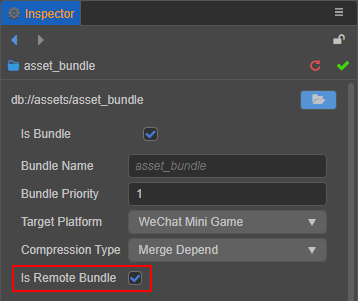 Inspector
asset_bundle
db://assets/asset_bundle
Is Bundle
Bundle Name asset_bundle
Bundle Priority 1
Target Platform WeChat Mini Game
Compression Type Merge Depend
Is Remote Bundle